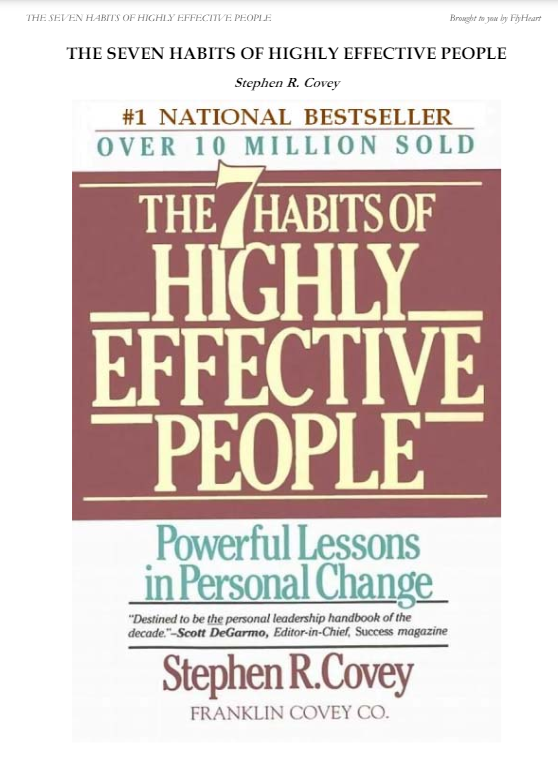 THE SEVEN HABITS OF HIGHLY EFFECTIVE PEOPLE Brought to you by FlyHeart
THE SEVEN HABITS OF HIGHLY EFFECTIVE PEOPLE
Stephen R. Covey
#1 NATIONAL BESTSELLER
OVER 10 MILLION SOLD
THE 7 HABITS OF
HIGHLY
EFFECTIVE
PEOPLE
Powerful Lessons
in Personal Change
"Destined to be the personal leadership handbook of the
decade."–Scott DeGarmo, Editor-in-Chief, Success magazine
Stephen R.Covey
FRANKLIN COVEY CO.